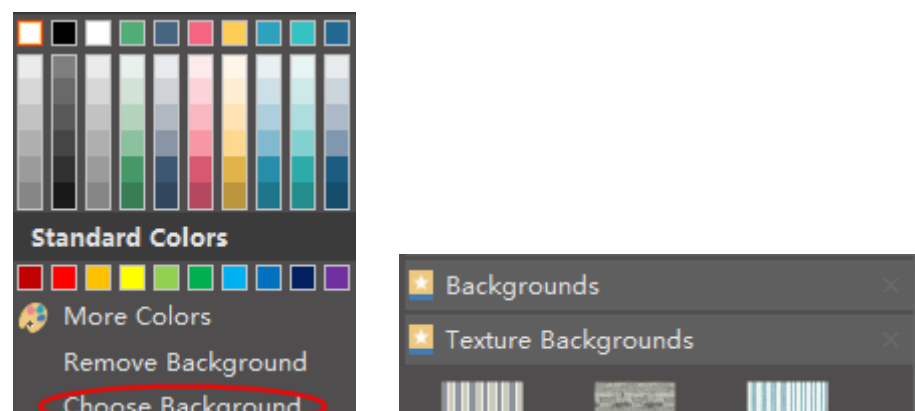 Standard Colors
More Colors
Remove Background
Choose Background
Backgrounds
Texture Backgrounds